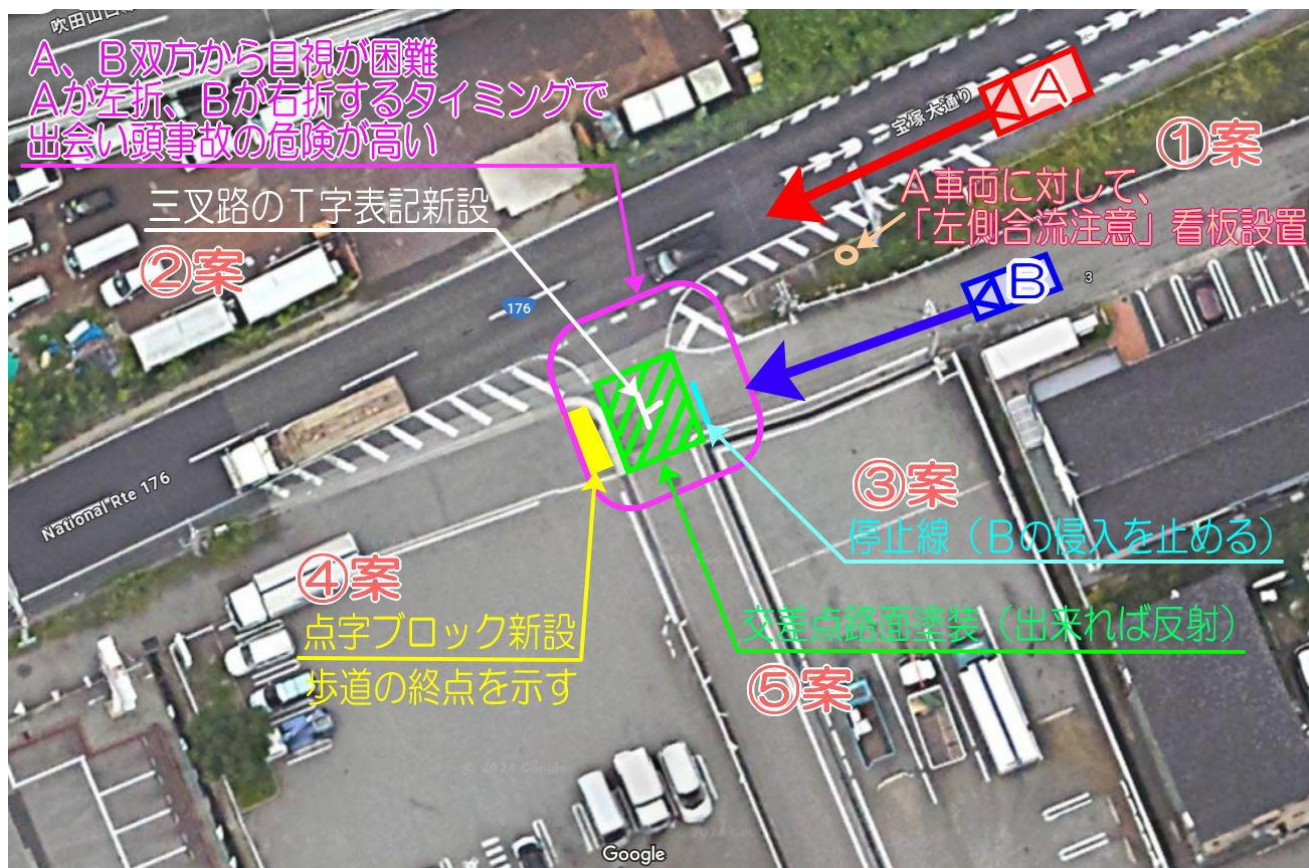 吹田山口
A、B双方から目視が困難
Aが左折、Bが右折するタイミングで
出会い頭事故の危険が高い
宝塚大通り
A
①案
A車両に対して、
「左側合流注意」看板設置
三叉路のT字表記新設
②案
176
B
3
National Rte 176
③案
停止線（Bの侵入を止める）
④案
点字ブロック新設
歩道の終点を示す
交差点路面塗装（出来れば反射）
⑤案
Google